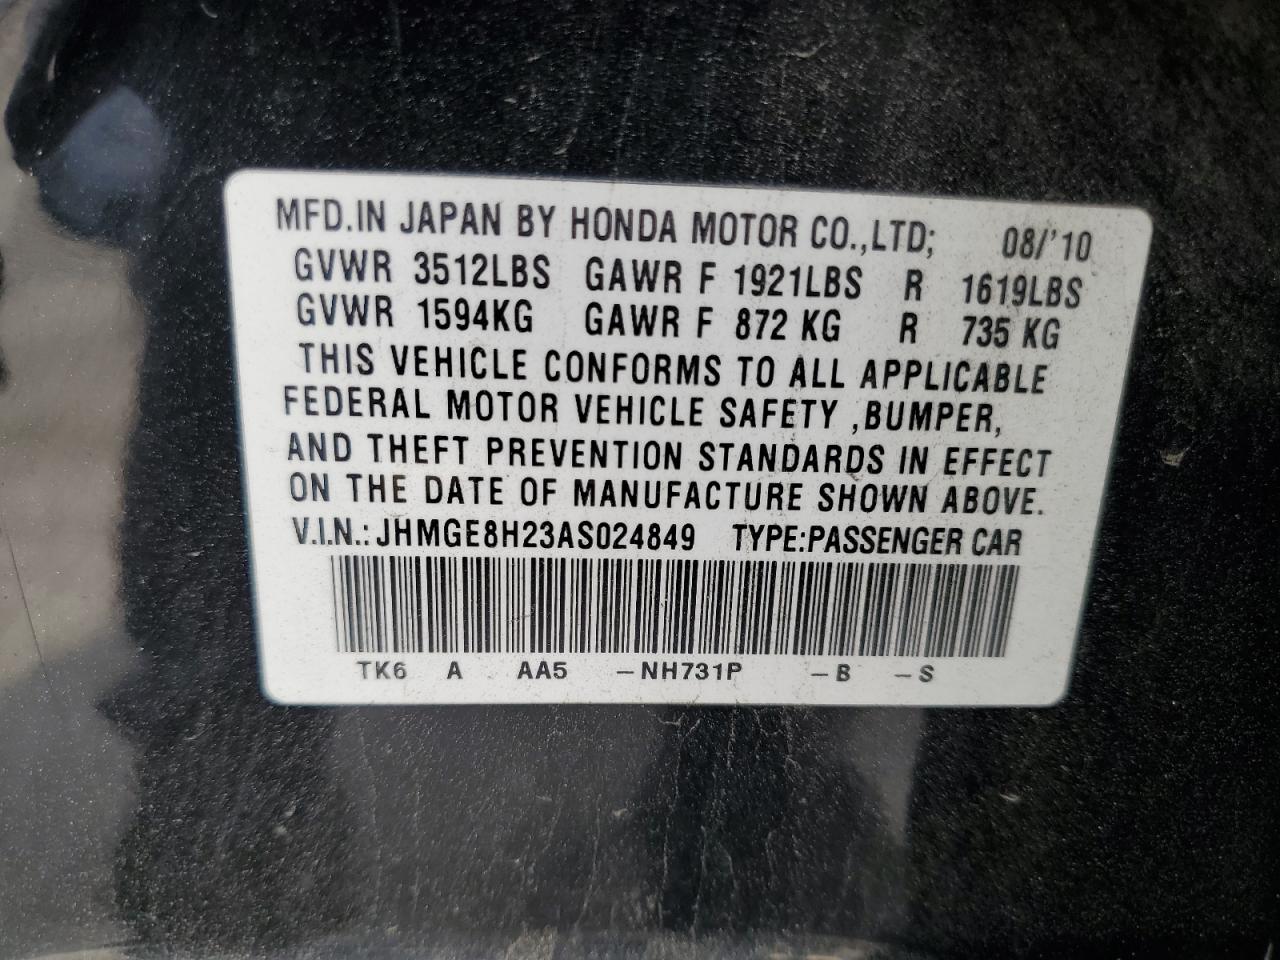 MFD.IN JAPAN BY HONDA MOTOR CO.,LTD; 08/'10
GVWR 3512LBS GAWR F 1921LBS R 1619LBS
GVWR 1594KG GAWR F 872 KG R 735 KG
THIS VEHICLE CONFORMS TO ALL APPLICABLE
FEDERAL MOTOR VEHICLE SAFETY ,BUMPER,
AND THEFT PREVENTION STANDARDS IN EFFECT
ON THE DATE OF MANUFACTURE SHOWN ABOVE.
V.I.N.: JHMGE8H23AS024849 TYPE:PASSENGER CAR
TK6 A AA5 -NH731P -B -S